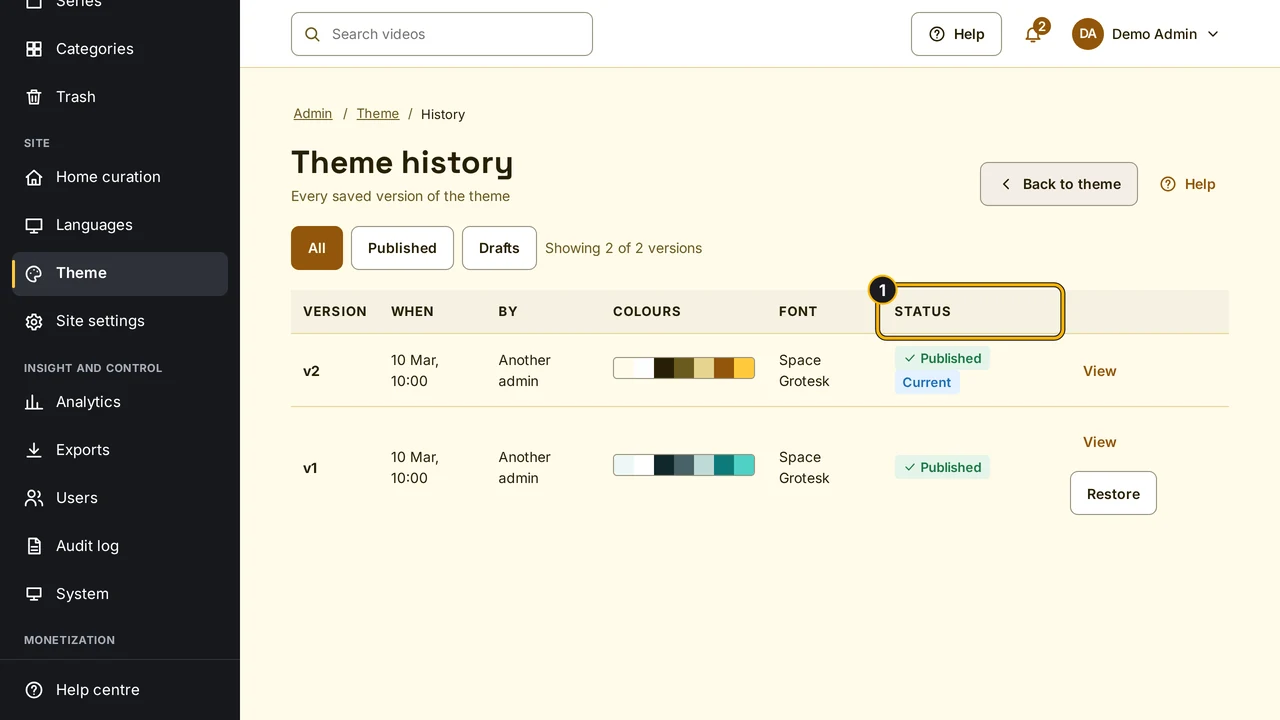 Series
Categories
Trash
SITE
Home curation
Languages
Theme
Site settings
INSIGHT AND CONTROL
Analytics
Exports
Users
Audit log
System
MONETIZATION
Help centre
Search videos
Help
2
DA
Demo Admin
Admin / Theme / History
Theme history
Every saved version of the theme
Back to theme
Help
All
Published
Drafts
Showing 2 of 2 versions
1
VERSION WHEN BY COLOURS FONT STATUS
v2
10 Mar,
10:00
Another
admin
Space
Grotesk
Published
Current
View
v1
10 Mar,
10:00
Another
admin
Space
Grotesk
Published
View
Restore